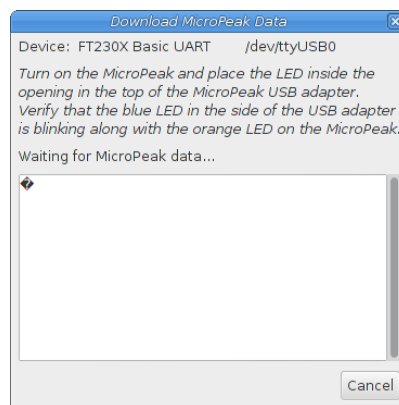 Download MicroPeak Data
Device: FT230X Basic UART /dev/ttyUSB0
Turn on the MicroPeak and place the LED inside the
opening in the top of the MicroPeak USB adapter.
Verify that the blue LED in the side of the USB adapter
is blinking along with the orange LED on the MicroPeak.
Waiting for MicroPeak data...
�
Cancel